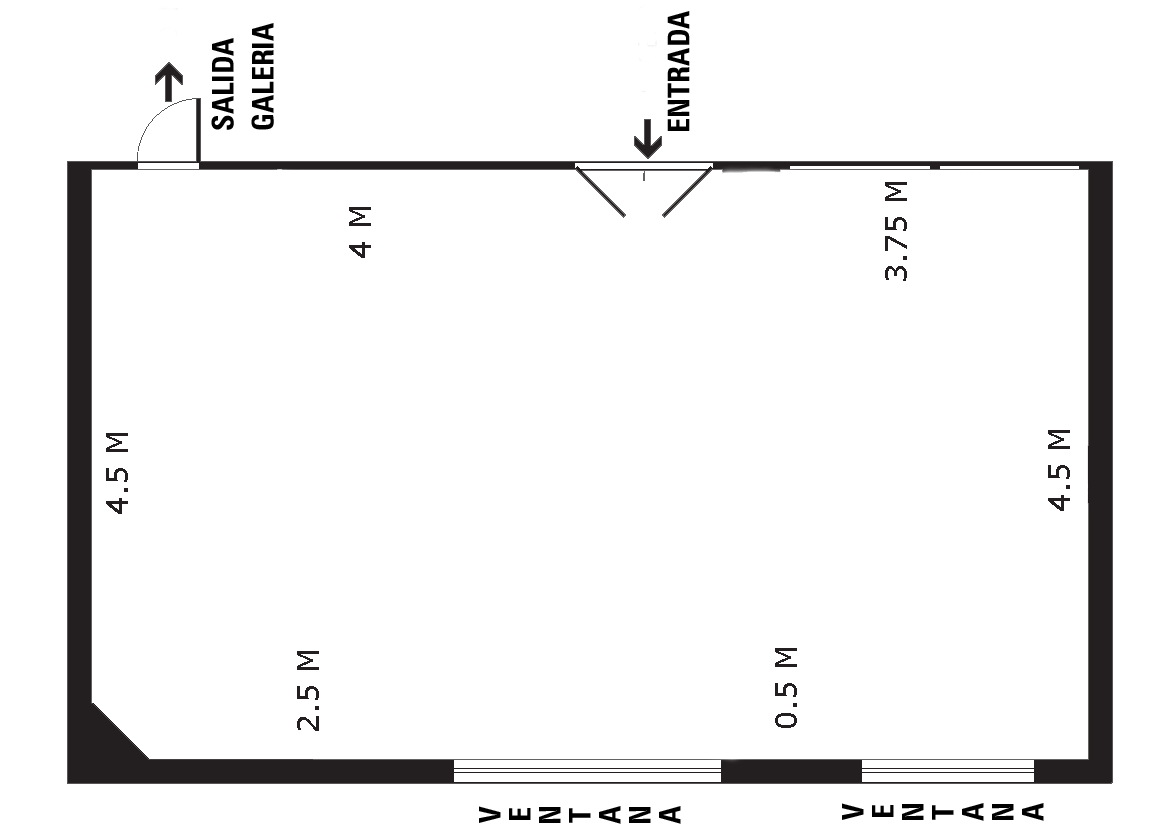 SALIDA
GALERIA
ENTRADA
4 M
3.75 M
4.5 M
4.5 M
2.5 M
0.5 M
VENTANA
VENTANA